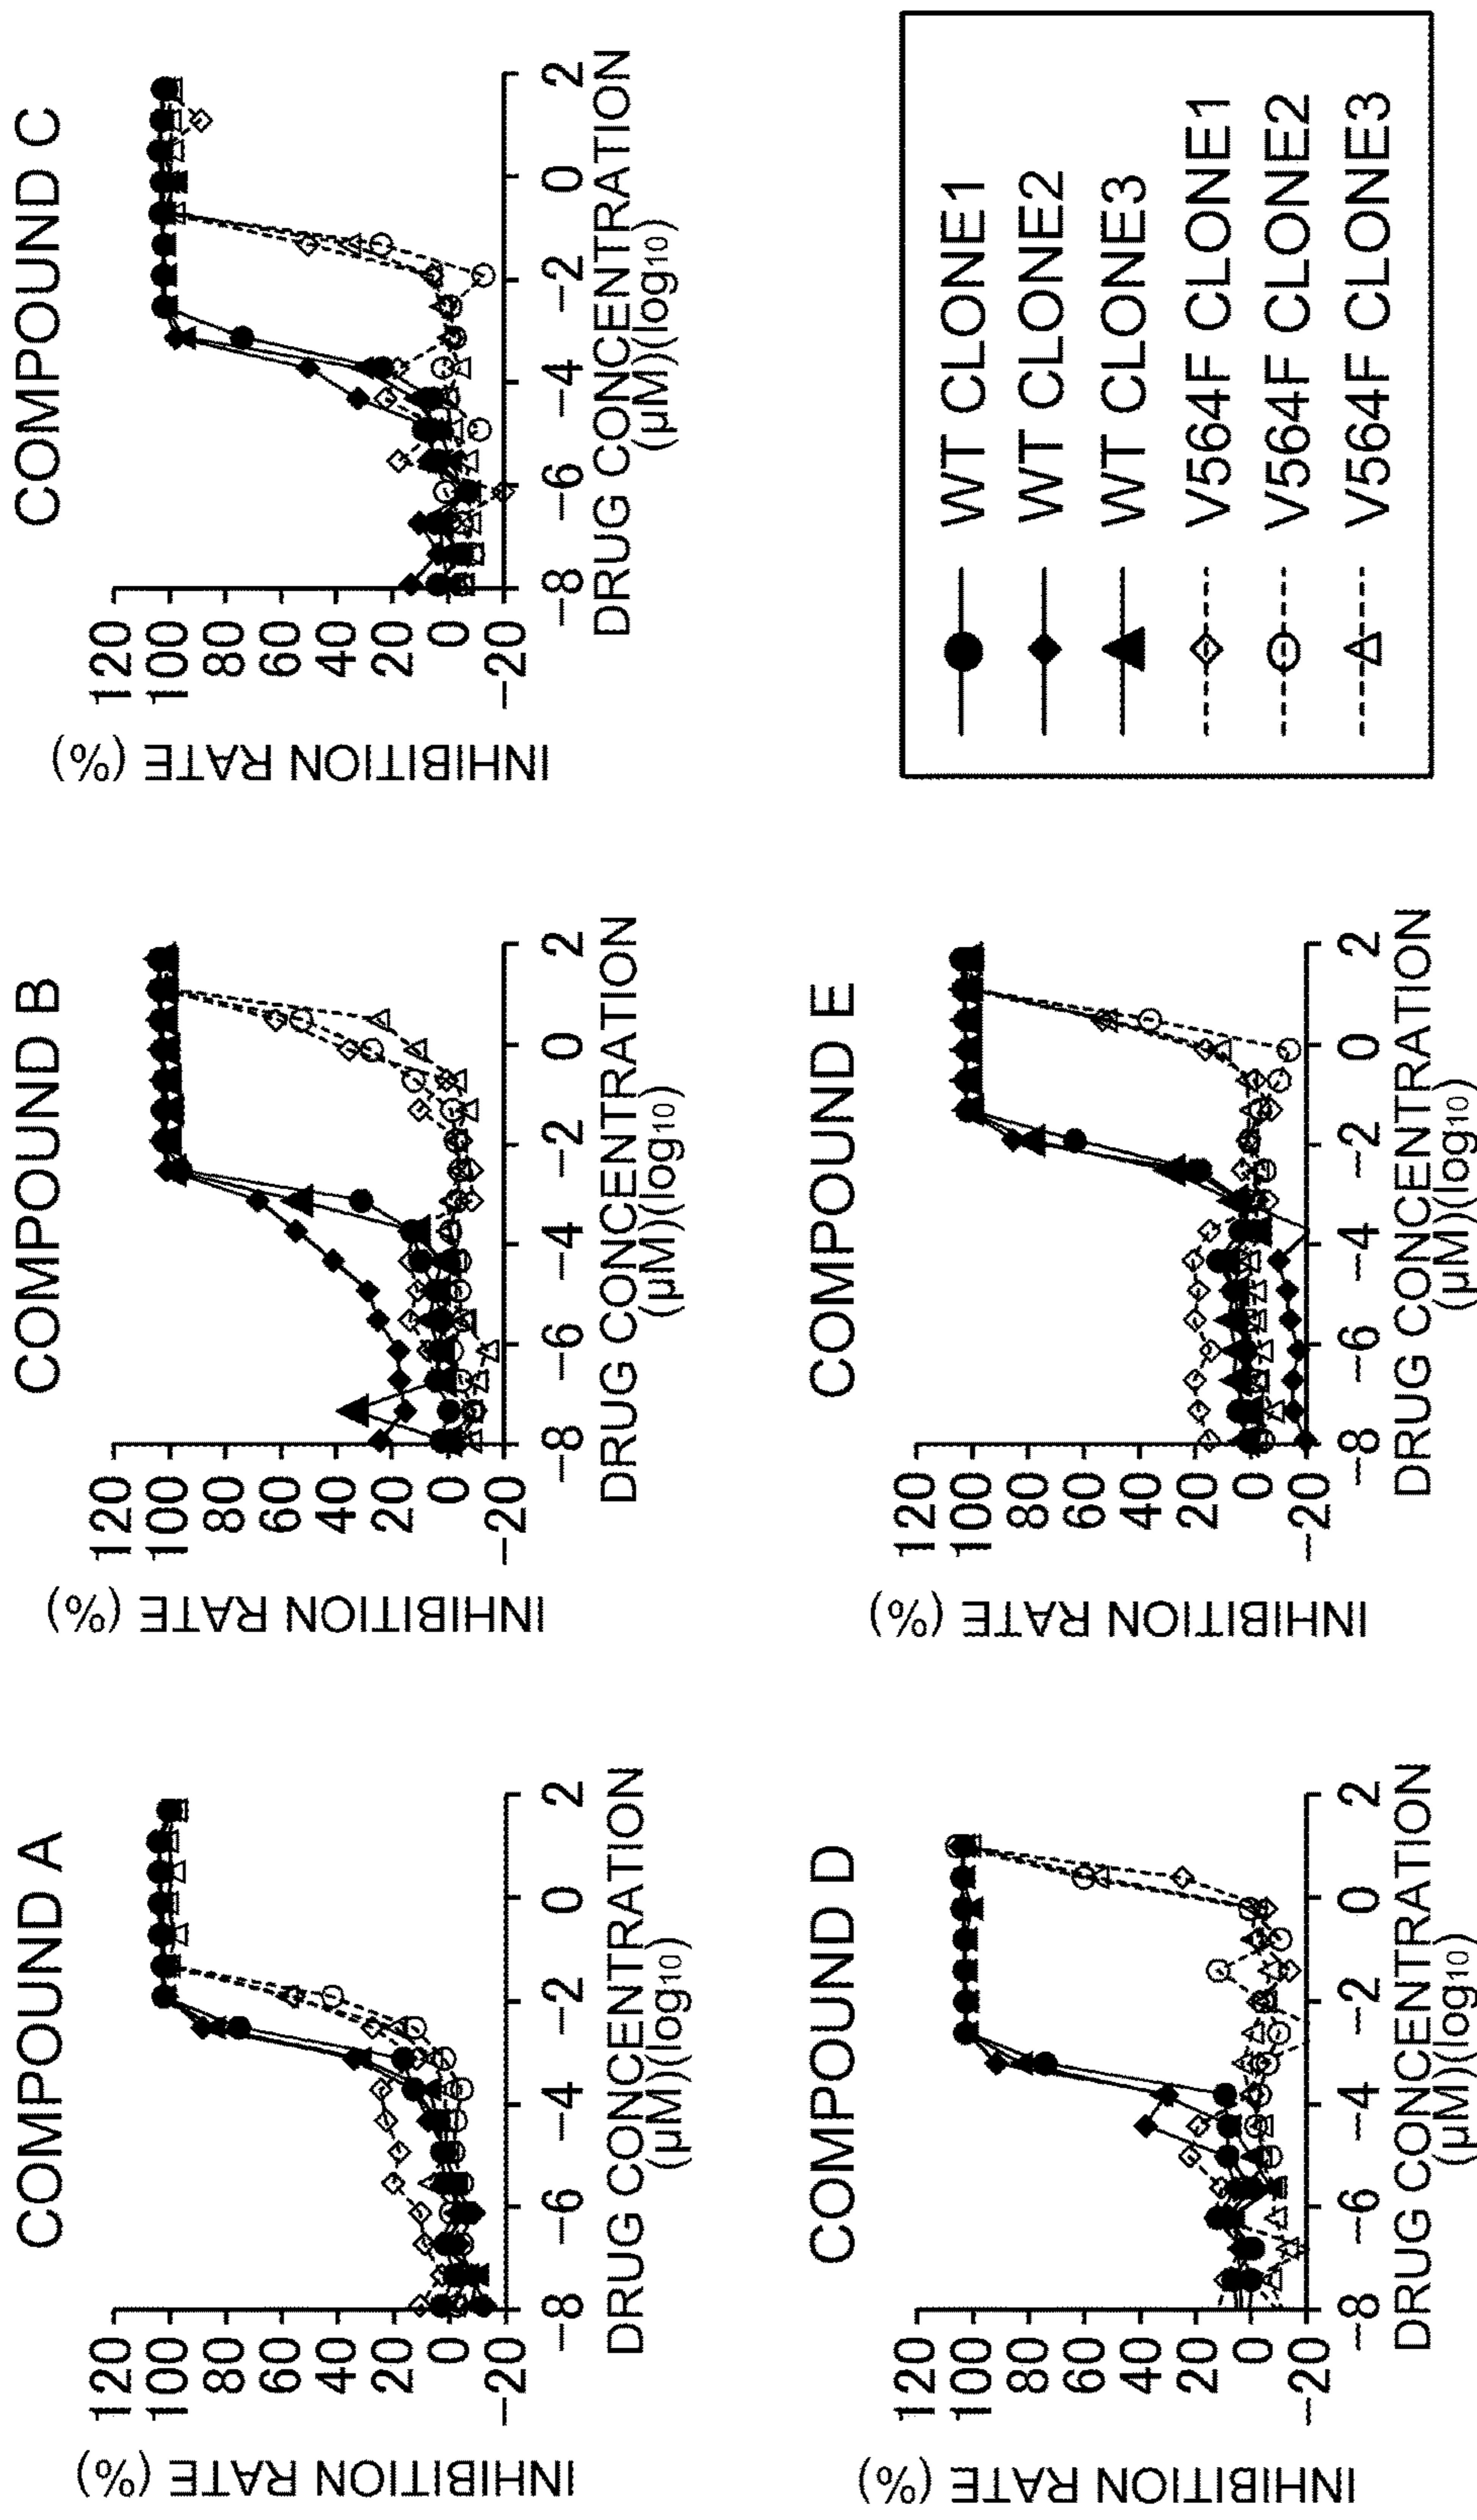 COMPOUND A
INHIBITION RATE (%)
120
100
80
60
40
20
0
−20
−8 −6 −4 −2 0 2
DRUG CONCENTRATION
(μM)(log10)
COMPOUND B
INHIBITION RATE (%)
120
100
80
60
40
20
0
−20
−8 −6 −4 −2 0 2
DRUG CONCENTRATION
(μM)(log10)
COMPOUND C
INHIBITION RATE (%)
120
100
80
60
40
20
0
−20
−8 −6 −4 −2 0 2
DRUG CONCENTRATION
(μM)(log10)
COMPOUND D
INHIBITION RATE (%)
120
100
80
60
40
20
0
−20
−8 −6 −4 −2 0 2
DRUG CONCENTRATION
(μM)(log10)
COMPOUND E
INHIBITION RATE (%)
120
100
80
60
40
20
0
−20
−8 −6 −4 −2 0 2
DRUG CONCENTRATION
(μM)(log10)
WT CLONE1
WT CLONE2
WT CLONE3
V564F CLONE1
V564F CLONE2
V564F CLONE3